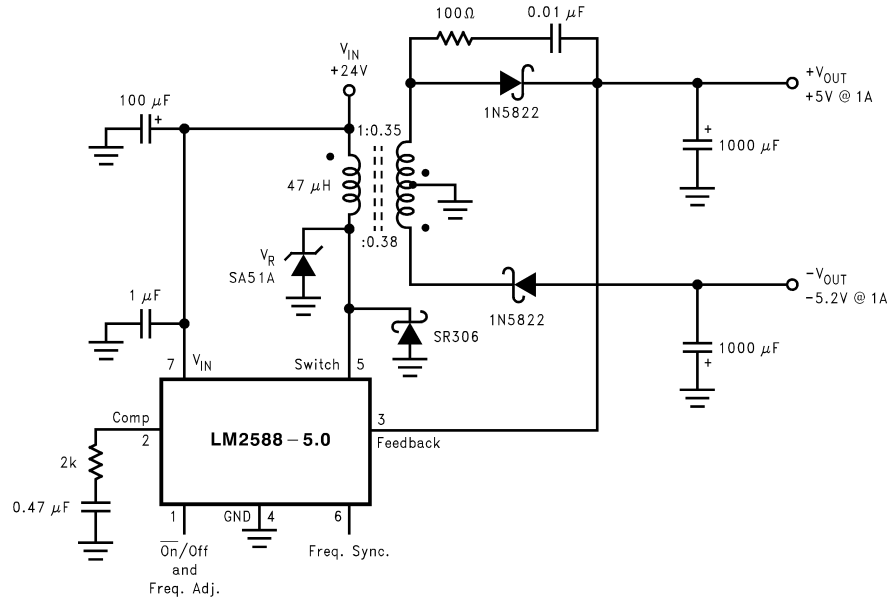 100Ω
0.01 μF
V_IN
+24V
+V_OUT
+5V @ 1A
1N5822
100 μF
+
1:0.35
+
1000 μF
47 μH
:0.38
V_R
SA51A
−V_OUT
−5.2V @ 1A
1N5822
1 μF
SR306
1000 μF
+
7
V_IN
Switch
5
Comp
2
LM2588−5.0
3
Feedback
2k
0.47 μF
1
GND
4
6
O̅n̅/Off
and
Freq. Adj.
Freq. Sync.